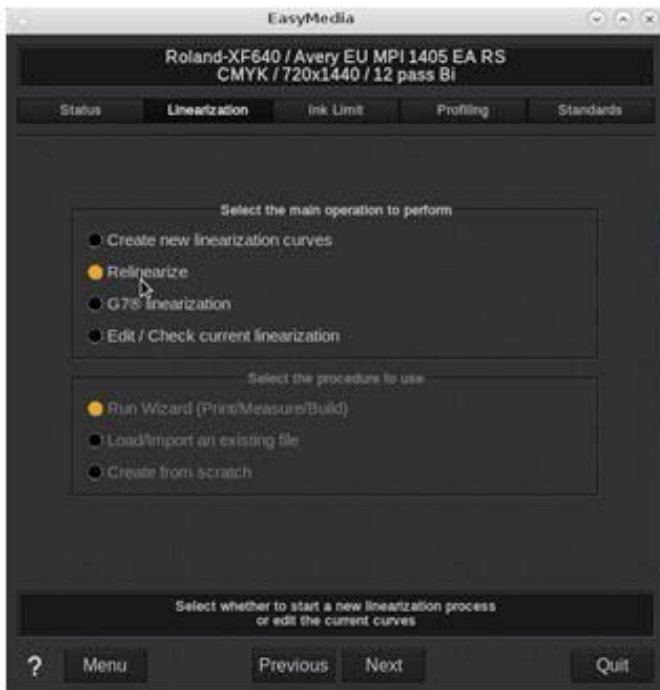 EasyMedia
Roland-XF640 / Avery EU MPI 1405 EA RS
CMYK / 720x1440 / 12 pass Bi
Status Linearization Ink Limit Profiling Standards
Select the main operation to perform
Create new linearization curves
Relinearize
G7® linearization
Edit / Check current linearization
Select the procedure to use
Run Wizard (Print/Measure/Build)
Load/Import an existing file
Create from scratch
Select whether to start a new linearization process
or edit the current curves
? Menu Previous Next Quit